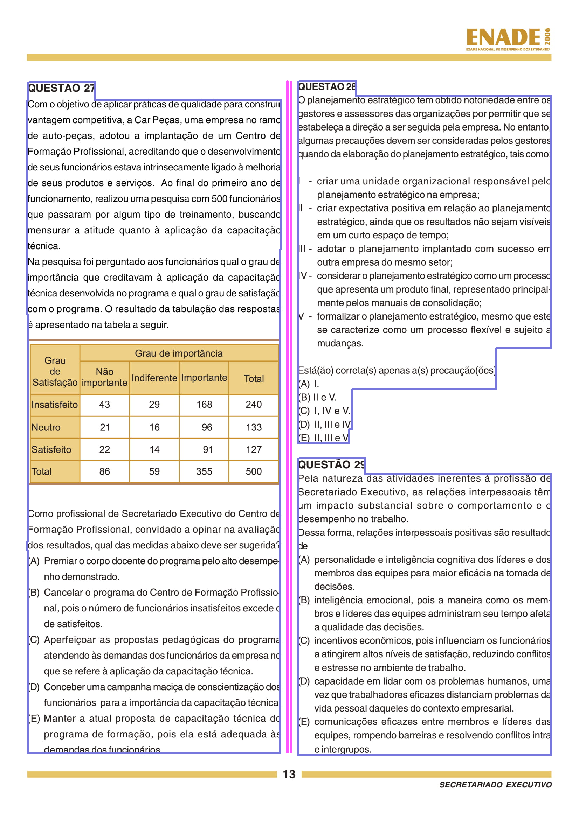 ENADE 2006
EXAME NACIONAL DE DESEMPENHO DOS ESTUDANTES
QUESTÃO 27
Com o objetivo de aplicar práticas de qualidade para construir
vantagem competitiva, a Car Peças, uma empresa no ramo
de auto-peças, adotou a implantação de um Centro de
Formação Profissional, acreditando que o desenvolvimento
de seus funcionários estava intrinsecamente ligado à melhoria
de seus produtos e serviços. Ao final do primeiro ano de
funcionamento, realizou uma pesquisa com 500 funcionários
que passaram por algum tipo de treinamento, buscando
mensurar a atitude quanto à aplicação da capacitação
técnica.
Na pesquisa foi perguntado aos funcionários qual o grau de
importância que creditavam à aplicação da capacitação
técnica desenvolvida no programa e qual o grau de satisfação
com o programa. O resultado da tabulação das respostas
é apresentado na tabela a seguir.
Grau de Satisfação Grau de importância
Não importante Indiferente Importante Total
Insatisfeito 43 29 168 240
Neutro 21 16 96 133
Satisfeito 22 14 91 127
Total 86 59 355 500
Como profissional de Secretariado Executivo do Centro de
Formação Profissional, convidado a opinar na avaliação
dos resultados, qual das medidas abaixo deve ser sugerida?
(A) Premiar o corpo docente do programa pelo alto desempe-
nho demonstrado.
(B) Cancelar o programa do Centro de Formação Profissio-
nal, pois o número de funcionários insatisfeitos excede o
de satisfeitos.
(C) Aperfeiçoar as propostas pedagógicas do programa
atendendo às demandas dos funcionários da empresa no
que se refere à aplicação da capacitação técnica.
(D) Conceber uma campanha maciça de conscientização dos
funcionários para a importância da capacitação técnica.
(E) Manter a atual proposta de capacitação técnica do
programa de formação, pois ela está adequada às
demandas dos funcionários.
QUESTÃO 28
O planejamento estratégico tem obtido notoriedade entre os
gestores e assessores das organizações por permitir que se
estabeleça a direção a ser seguida pela empresa. No entanto,
algumas precauções devem ser consideradas pelos gestores
quando da elaboração do planejamento estratégico, tais como:
I - criar uma unidade organizacional responsável pelo
planejamento estratégico na empresa;
II - criar expectativa positiva em relação ao planejamento
estratégico, ainda que os resultados não sejam visíveis
em um curto espaço de tempo;
III - adotar o planejamento implantado com sucesso em
outra empresa do mesmo setor;
IV - considerar o planejamento estratégico como um processo
que apresenta um produto final, representado principal-
mente pelos manuais de consolidação;
V - formalizar o planejamento estratégico, mesmo que este
se caracterize como um processo flexível e sujeito a
mudanças.
Está(ão) correta(s) apenas a(s) precaução(ões)
(A) I.
(B) II e V.
(C) I, IV e V.
(D) II, III e IV.
(E) II, III e V.
QUESTÃO 29
Pela natureza das atividades inerentes à profissão de
Secretariado Executivo, as relações interpessoais têm
um impacto substancial sobre o comportamento e o
desempenho no trabalho.
Dessa forma, relações interpessoais positivas são resultado
de
(A) personalidade e inteligência cognitiva dos líderes e dos
membros das equipes para maior eficácia na tomada de
decisões.
(B) inteligência emocional, pois a maneira como os mem-
bros e líderes das equipes administram seu tempo afeta
a qualidade das decisões.
(C) incentivos econômicos, pois influenciam os funcionários
a atingirem altos níveis de satisfação, reduzindo conflitos
e estresse no ambiente de trabalho.
(D) capacidade em lidar com os problemas humanos, uma
vez que trabalhadores eficazes distanciam problemas da
vida pessoal daqueles do contexto empresarial.
(E) comunicações eficazes entre membros e líderes das
equipes, rompendo barreiras e resolvendo conflitos intra
e intergrupos.
13
SECRETARIADO EXECUTIVO